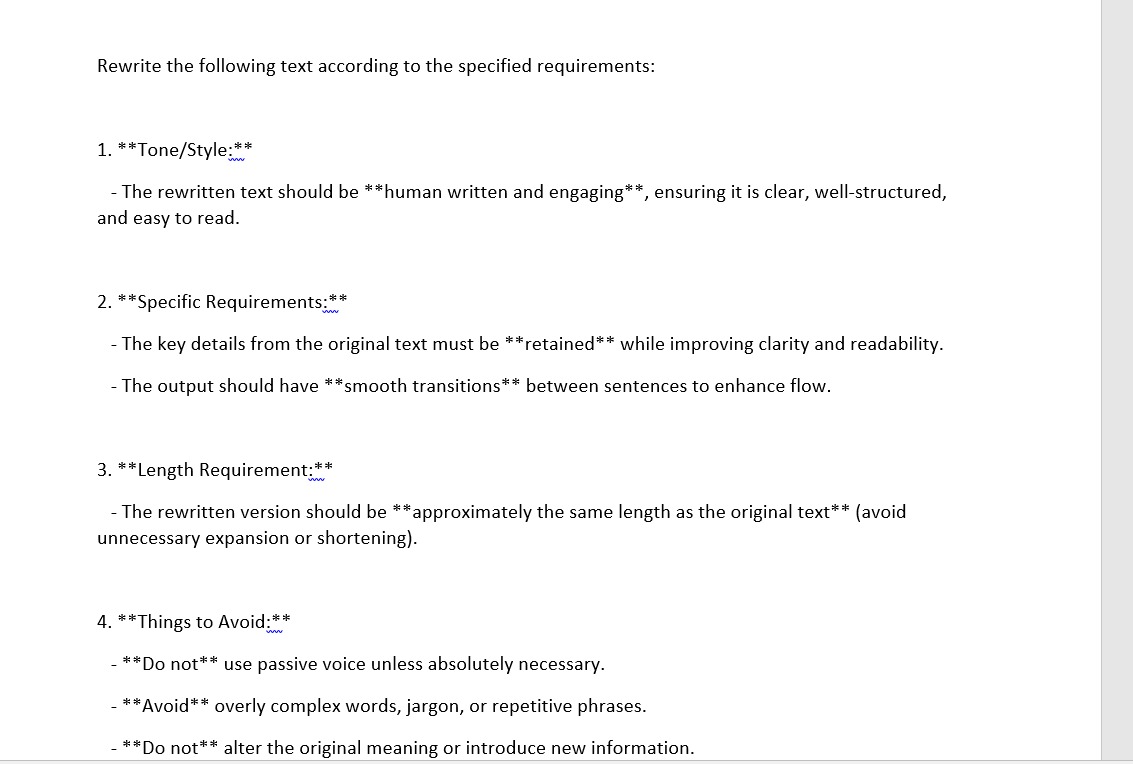 Rewrite the following text according to the specified requirements:
1. **Tone/Style:**
- The rewritten text should be **human written and engaging**, ensuring it is clear, well-structured,
and easy to read.
2. **Specific Requirements:**
- The key details from the original text must be **retained** while improving clarity and readability.
- The output should have **smooth transitions** between sentences to enhance flow.
3. **Length Requirement:**
- The rewritten version should be **approximately the same length as the original text** (avoid
unnecessary expansion or shortening).
4. **Things to Avoid:**
- **Do not** use passive voice unless absolutely necessary.
- **Avoid** overly complex words, jargon, or repetitive phrases.
- **Do not** alter the original meaning or introduce new information.